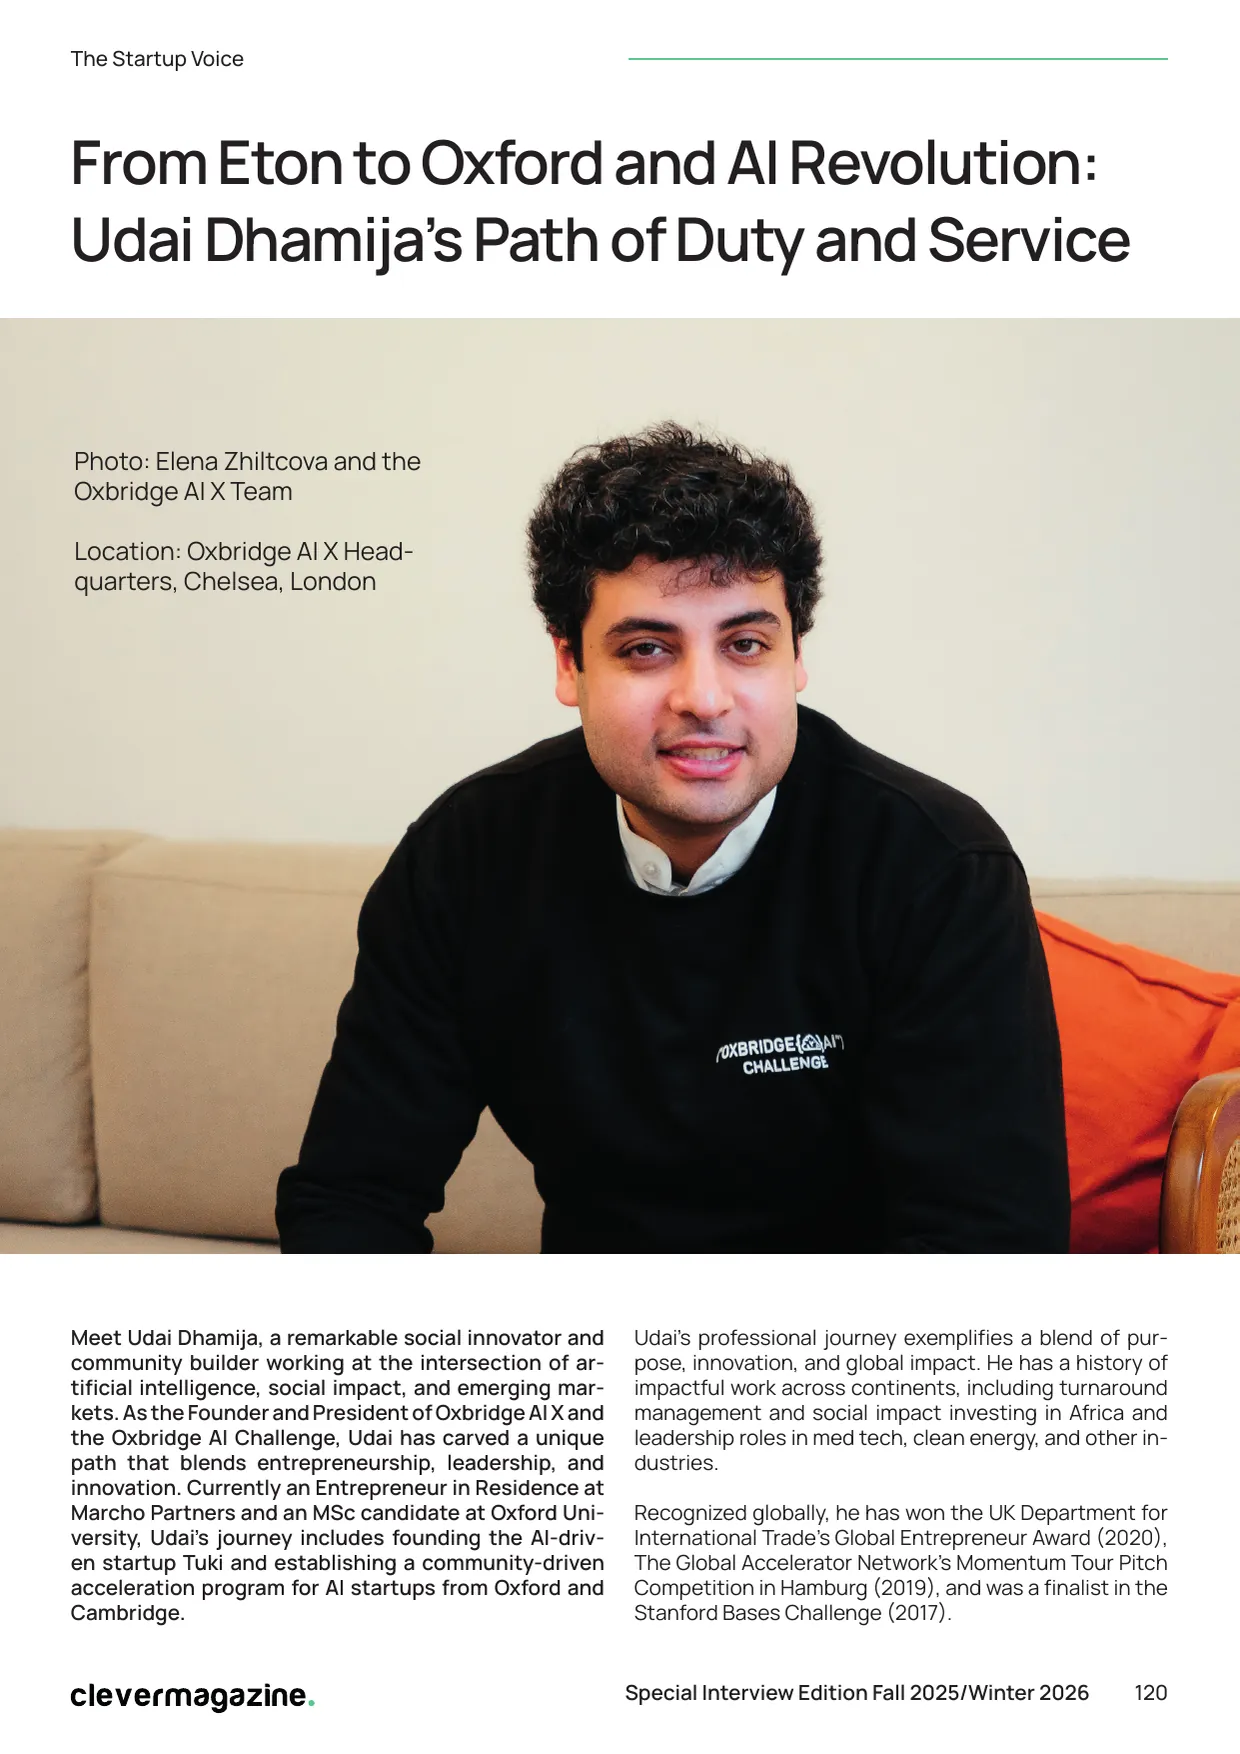 The Startup Voice
From Eton to Oxford and AI Revolution:
Udai Dhamija's Path of Duty and Service
Photo: Elena Zhiltcova and the
Oxbridge AI X Team
Location: Oxbridge AI X Head-
quarters, Chelsea, London
("OXBRIDGE{AI")
CHALLENGE
Meet Udai Dhamija, a remarkable social innovator and
community builder working at the intersection of ar-
tificial intelligence, social impact, and emerging mar-
kets. As the Founder and President of Oxbridge AI X and
the Oxbridge AI Challenge, Udai has carved a unique
path that blends entrepreneurship, leadership, and
innovation. Currently an Entrepreneur in Residence at
Marcho Partners and an MSc candidate at Oxford Uni-
versity, Udai's journey includes founding the AI-driv-
en startup Tuki and establishing a community-driven
acceleration program for AI startups from Oxford and
Cambridge.
Udai's professional journey exemplifies a blend of pur-
pose, innovation, and global impact. He has a history of
impactful work across continents, including turnaround
management and social impact investing in Africa and
leadership roles in med tech, clean energy, and other in-
dustries.
Recognized globally, he has won the UK Department for
International Trade's Global Entrepreneur Award (2020),
The Global Accelerator Network's Momentum Tour Pitch
Competition in Hamburg (2019), and was a finalist in the
Stanford Bases Challenge (2017).
clevermagazine.
Special Interview Edition Fall 2025/Winter 2026 120